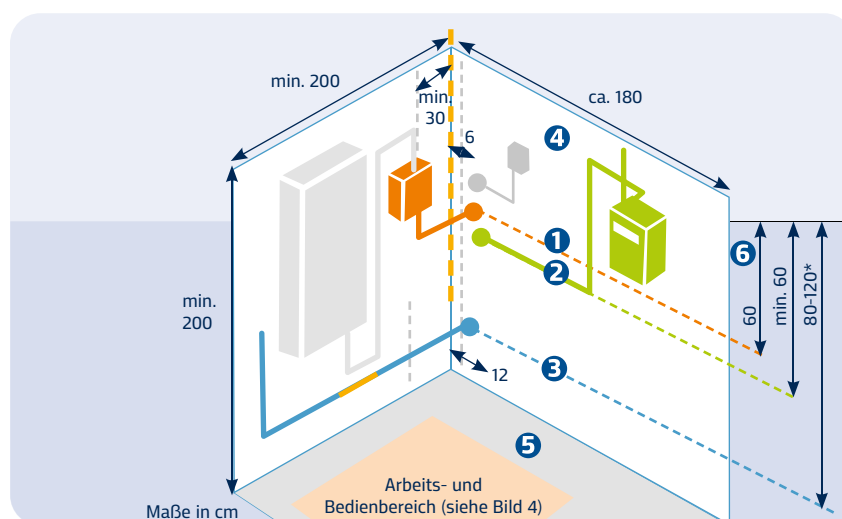 min. 200
ca. 180
min.
30
6
4
1
2
6
min.
200
60
min. 60
80-120*
12
3
5
Arbeits- und
Bedienbereich (siehe Bild 4)
Maße in cm